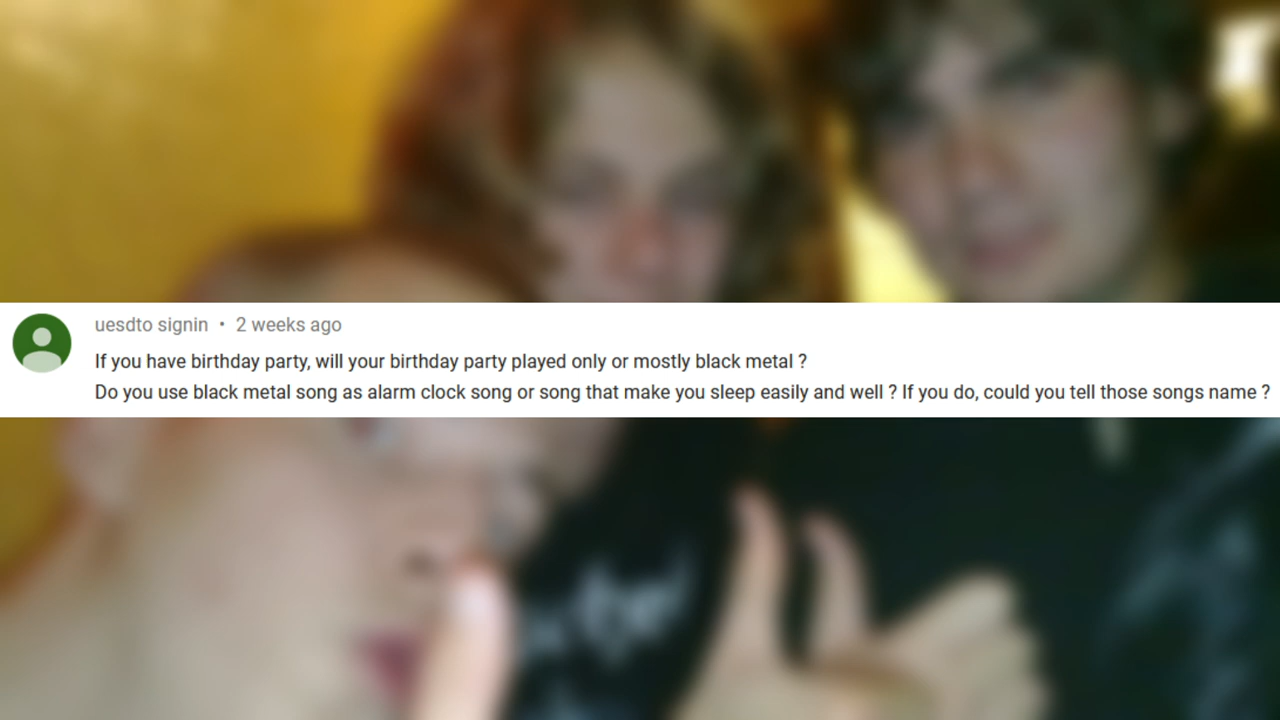 uesdto signin • 2 weeks ago
If you have birthday party, will your birthday party played only or mostly black metal ?
Do you use black metal song as alarm clock song or song that make you sleep easily and well ? If you do, could you tell those songs name ?